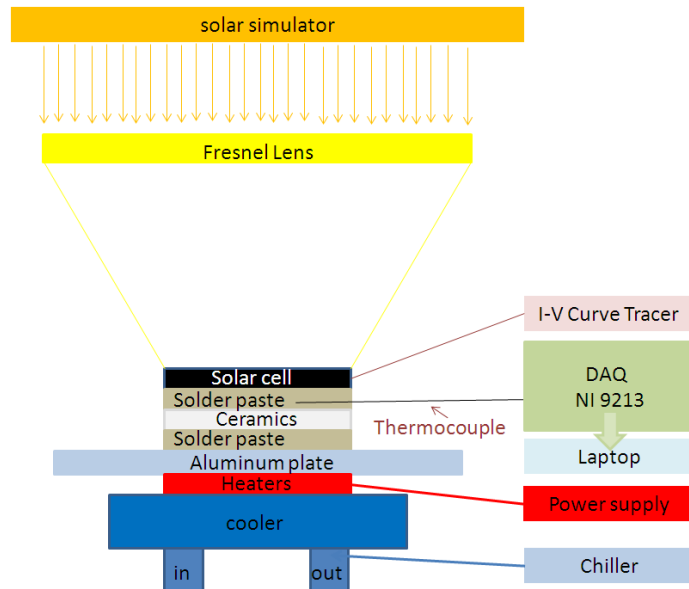 solar simulator
Fresnel Lens
Solar cell
Solder paste
Ceramics
Solder paste
Aluminum plate
Heaters
cooler
in
out
Thermocouple
I-V Curve Tracer
DAQ
NI 9213
Laptop
Power supply
Chiller